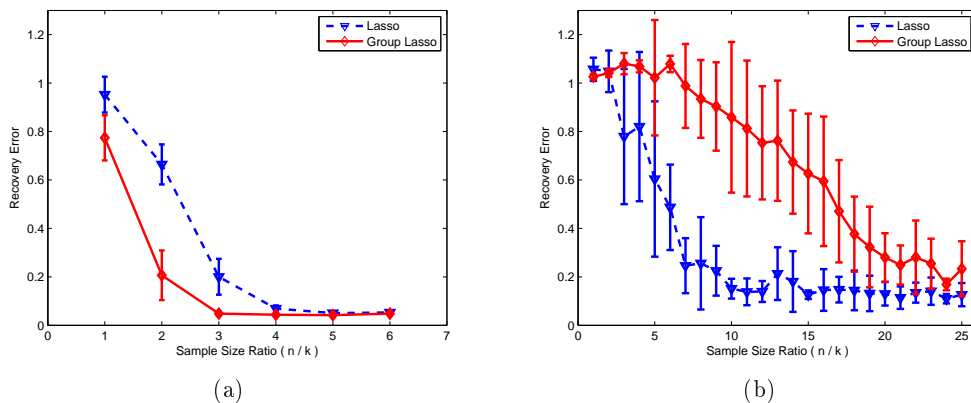 Lasso
Group Lasso
Recovery Error
1.2
1
0.8
0.6
0.4
0.2
0
0 1 2 3 4 5 6 7
Sample Size Ratio ( n / k )
(a)
Lasso
Group Lasso
Recovery Error
1.2
1
0.8
0.6
0.4
0.2
0
0 5 10 15 20 25
Sample Size Ratio ( n / k )
(b)